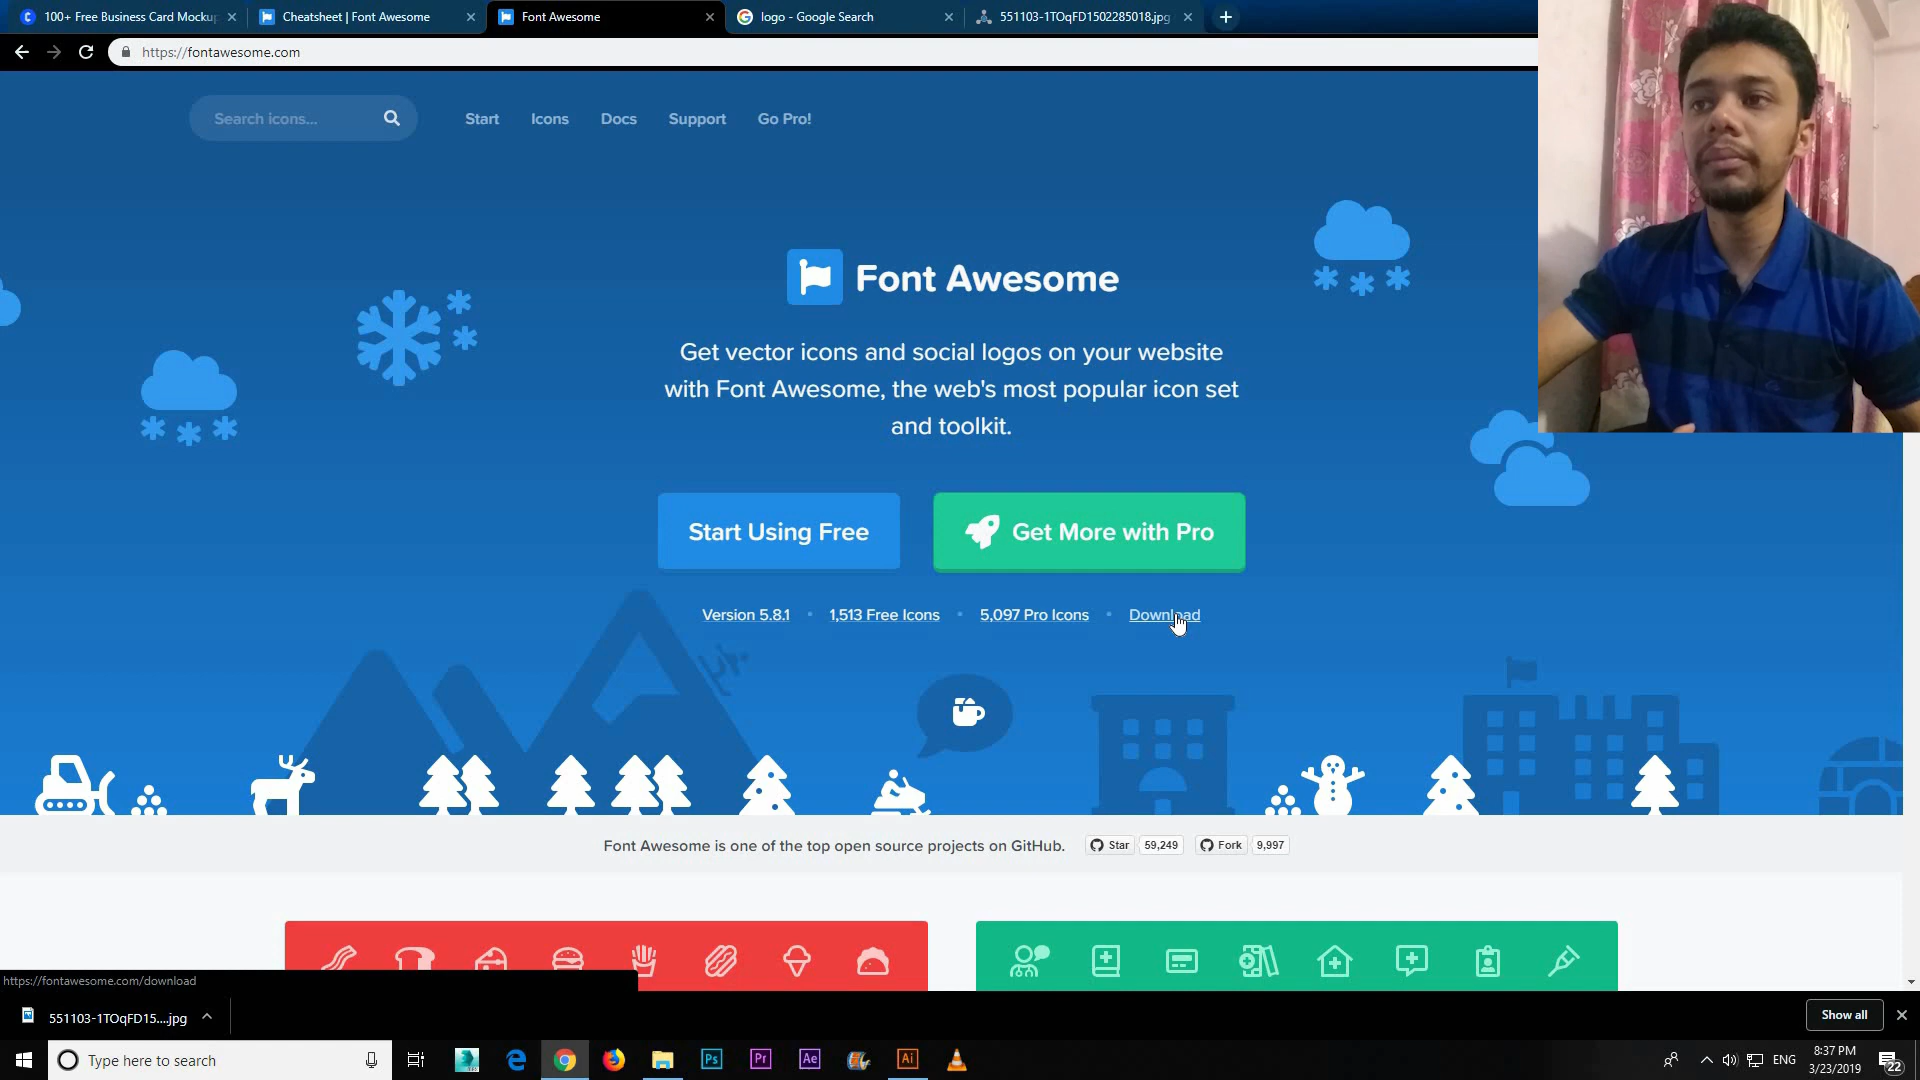 100+ Free Business Card Mockup
Cheatsheet | Font Awesome
Font Awesome
logo - Google Search
551103-1TOqFD1502285018.jpg
https://fontawesome.com
Search icons...
Start
Icons
Docs
Support
Go Pro!
Font Awesome
Get vector icons and social logos on your website
with Font Awesome, the web's most popular icon set
and toolkit.
Start Using Free
Get More with Pro
Version 5.8.1
1,513 Free Icons
5,097 Pro Icons
Download
Font Awesome is one of the top open source projects on GitHub.
Star
59,249
Fork
9,997
https://fontawesome.com/download
551103-1TOqFD15....jpg
Show all
Type here to search
Ps
Pr
Ae
Ai
ENG
8:37 PM
3/23/2019
22